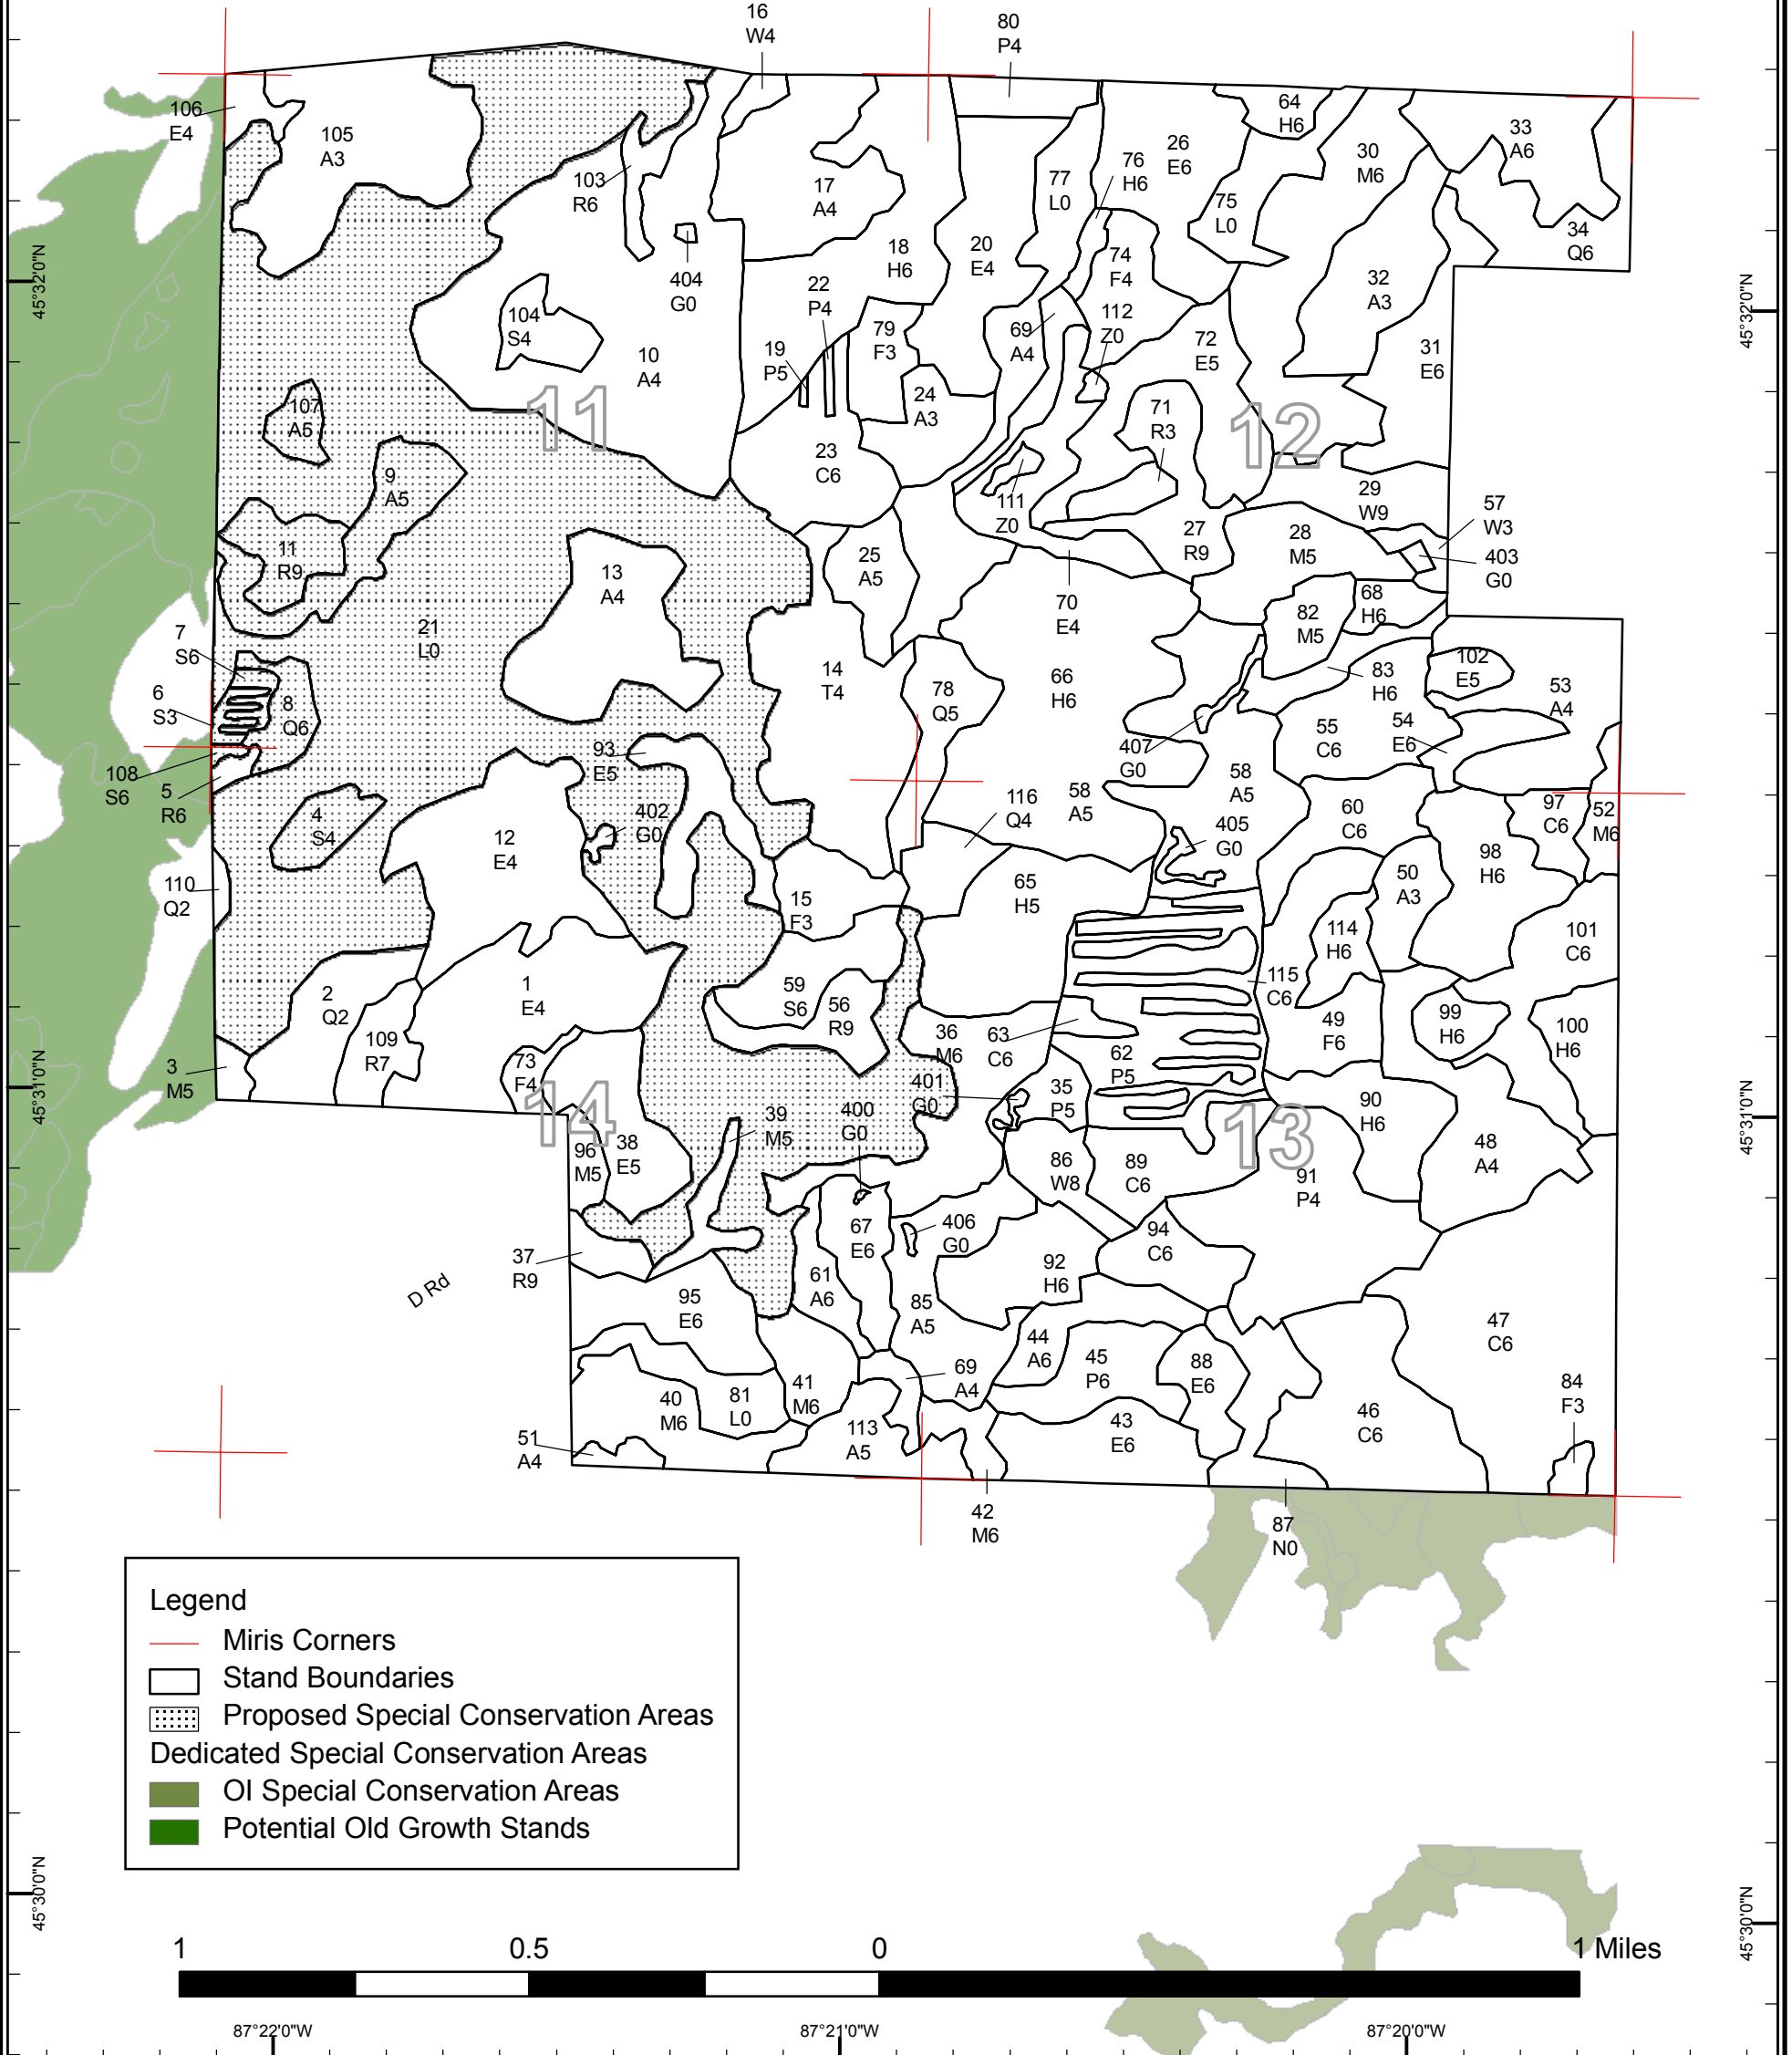 16
W4
80
P4
106
E4
105
A3
64
H6
33
A6
26
E6
76
H6
30
M6
103
R6
17
A4
77
L0
75
L0
34
Q6
18
H6
20
E4
74
F4
404
G0
22
P4
32
A3
45°32'0"N
45°32'0"N
104
S4
112
Z0
79
F3
69
A4
72
E5
31
E6
10
A4
19
P5
24
A3
107
A5
71
R3
11
12
23
C6
9
A5
29
W9
57
W3
111
Z0
27
R9
28
M5
11
R9
25
A5
403
G0
13
A4
70
E4
68
H6
82
M5
7
S6
21
L0
14
T4
66
H6
83
H6
102
E5
53
A4
6
S3
8
Q6
78
Q5
55
C6
54
E6
93
E5
407
G0
108
S6
5
R6
58
A5
58
A5
116
Q4
60
C6
97
C6
52
M6
4
S4
12
E4
402
G0
405
G0
98
H6
50
A3
110
Q2
15
F3
65
H5
114
H6
101
C6
1
E4
2
Q2
59
S6
56
R9
115
C6
109
R7
36
M6
63
C6
49
F6
99
H6
100
H6
3
M5
73
F4
62
P5
401
G0
35
P5
45°31'0"N
45°31'0"N
14
39
M5
400
G0
90
H6
13
96
M5
38
E5
86
W8
89
C6
91
P4
48
A4
67
E6
406
G0
94
C6
37
R9
D Rd
61
A6
92
H6
95
E6
85
A5
47
C6
44
A6
45
P6
88
E6
69
A4
84
F3
40
M6
81
L0
41
M6
113
A5
43
E6
46
C6
51
A4
42
M6
87
N0
Legend
Miris Corners
Stand Boundaries
Proposed Special Conservation Areas
Dedicated Special Conservation Areas
OI Special Conservation Areas
Potential Old Growth Stands
45°30'0"N
45°30'0"N
1 0.5 0 1 Miles
87°22'0"W 87°21'0"W 87°20'0"W